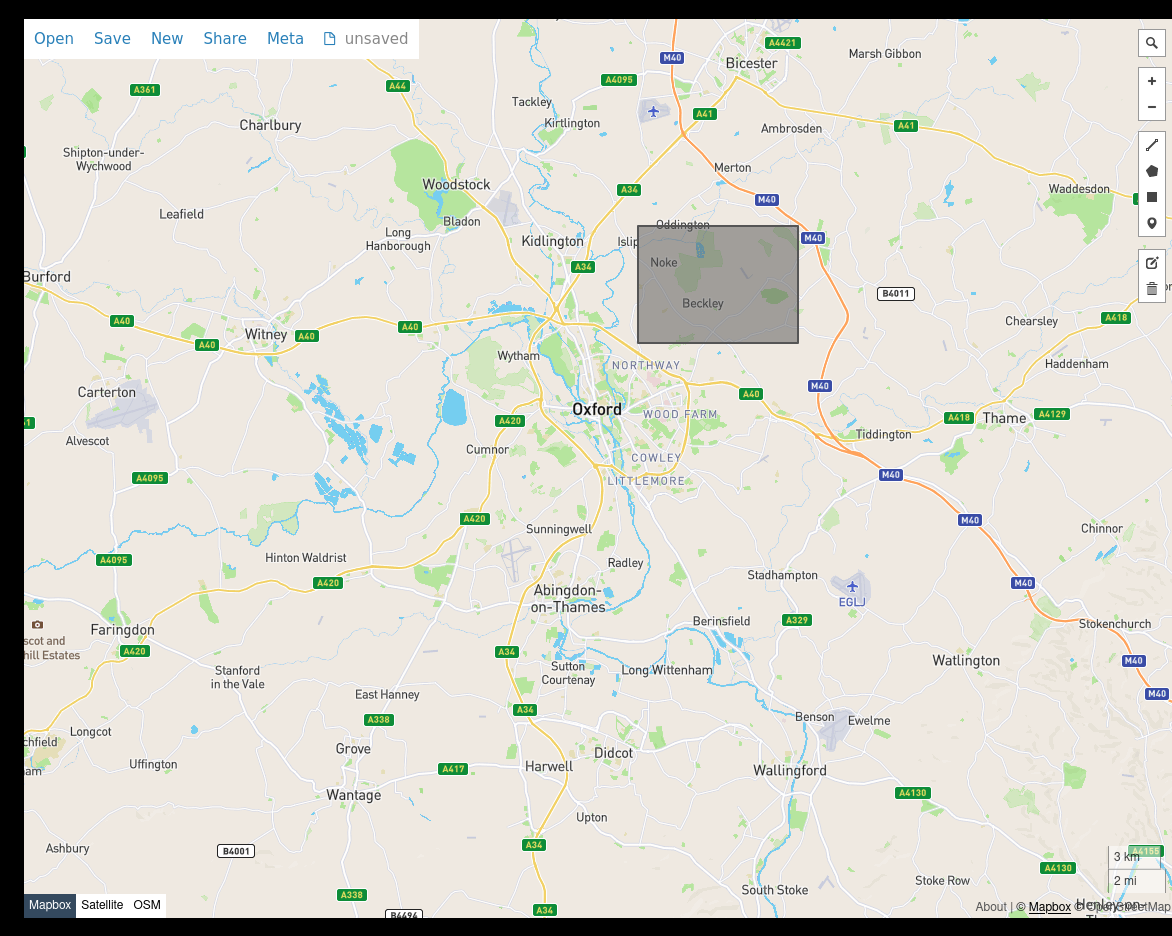 Open Save New Share Meta unsaved
A4421
M40
Bicester
Marsh Gibbon
A361
A44
A4095
Tackley
Kirtlington
A41
Charlbury
Ambrosden
A41
Shipton-under-
Wychwood
Merton
Woodstock
A34
M40
Waddesdon
Leafield
Bladon
Long
Hanborough
Kidlington
Islip
Oddington
M40
Noke
A34
Burford
Beckley
B4011
A40
A40
Witney
A40
A40
Chearsley
A418
Wytham
NORTHWAY
Haddenham
Carterton
M40
A40
Oxford
WOOD FARM
A420
A418
Thame
A4129
Alvescot
Tiddington
Cumnor
COWLEY
A4095
LITTLEMORE
M40
A420
Sunningwell
M40
Chinnor
A4095
Hinton Waldrist
Radley
A420
Stadhampton
M40
EGLJ
Abingdon-
on-Thames
Berinsfield
A329
Faringdon
Stokenchurch
scot and
hill Estates
A420
A34
M40
Watlington
Stanford
in the Vale
Sutton
Courtenay
Long Wittenham
East Hanney
M40
A34
A338
Benson
Ewelme
Longcot
chfield
Grove
Didcot
Uffington
am
A417
Harwell
Wallingford
Wantage
A4130
Upton
Ashbury
B4001
A34
A4155
3 km
A4130
2 mi
Stoke Row
South Stoke
A338
Mapbox Satellite OSM
B4494
A34
Henley-on-
About | © Mapbox © OpenStreetMap